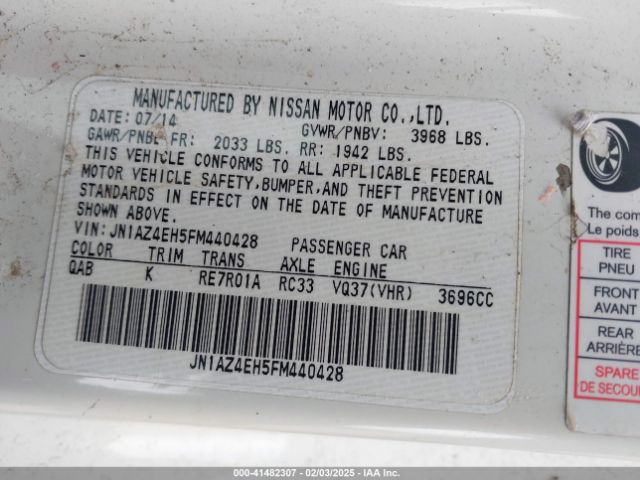 MANUFACTURED BY NISSAN MOTOR CO.,LTD.
DATE: 07/14 GVWR/PNBV: 3968 LBS.
GAWR/PNBE FR: 2033 LBS. RR: 1942 LBS.
THIS VEHICLE CONFORMS TO ALL APPLICABLE FEDERAL
MOTOR VEHICLE SAFETY,BUMPER,AND THEFT PREVENTION
STANDARDS IN EFFECT ON THE DATE OF MANUFACTURE
SHOWN ABOVE.
VIN: JN1AZ4EH5FM440428 PASSENGER CAR
COLOR TRIM TRANS AXLE ENGINE
QAB K RE7R01A RC33 VQ37(VHR) 3696CC
JN1AZ4EH5FM440428
The com
Le poids
TIRE
PNEU
FRONT
AVANT
REAR
ARRIÈRE
SPARE
DE SECOU
000-41482307 - 02/03/2025 - IAA Inc.